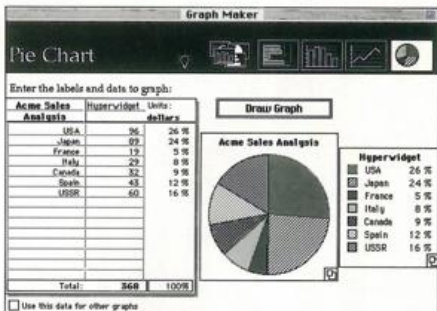 Graph Maker
Pie Chart
Enter the labels and data to graph:
Acme Sales Analysis Hyperwidget Units: dollars
USA 96 26 %
Japan 89 24 %
France 19 5 %
Italy 29 8 %
Canada 32 9 %
Spain 43 12 %
USSR 60 16 %
Total: 368 100%
Use this data for other graphs
Draw Graph
Acme Sales Analysis
Hyperwidget
USA 26 %
Japan 24 %
France 5 %
Italy 8 %
Canada 9 %
Spain 12 %
USSR 16 %